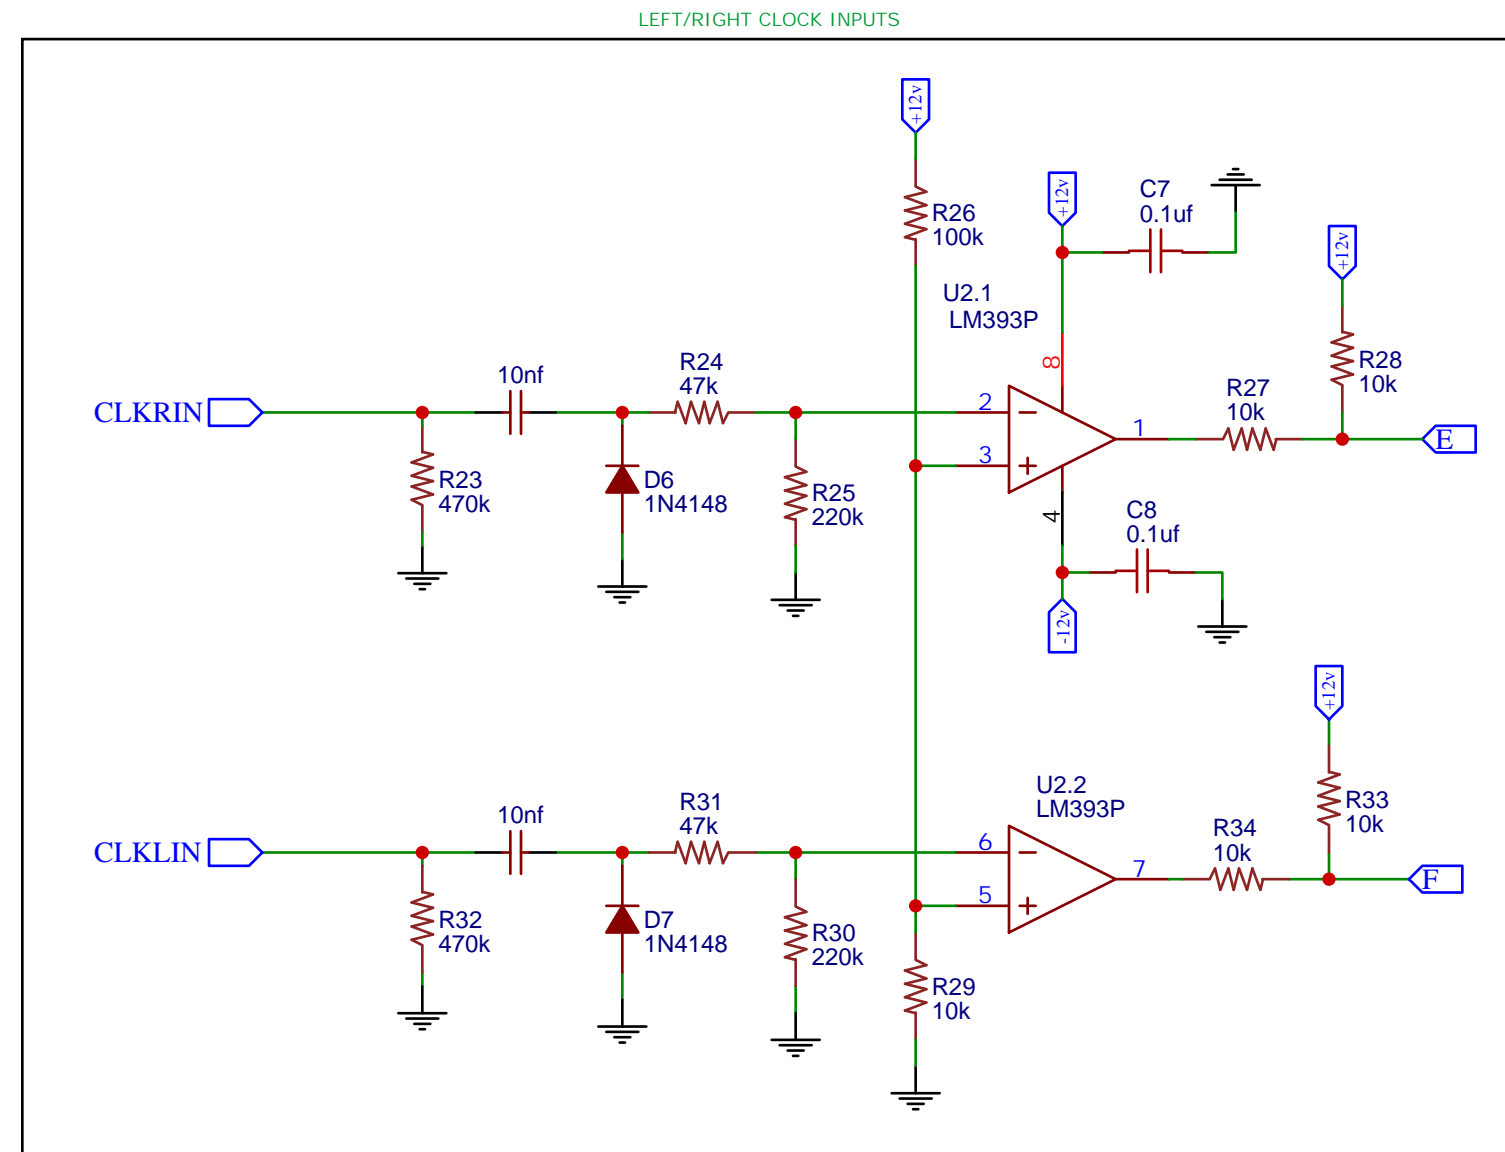 LEFT/RIGHT CLOCK INPUTS
+12v
R26
100k
+12v
C7
0.1uf
+12v
U2.1
LM393P
8
R28
10k
CLKRIN
10nf
R24
47k
2
3
1
R27
10k
E
R23
470k
D6
1N4148
R25
220k
4
C8
0.1uf
-12v
+12v
U2.2
LM393P
R33
10k
CLKLIN
10nf
R31
47k
6
5
7
R34
10k
F
R32
470k
D7
1N4148
R30
220k
R29
10k